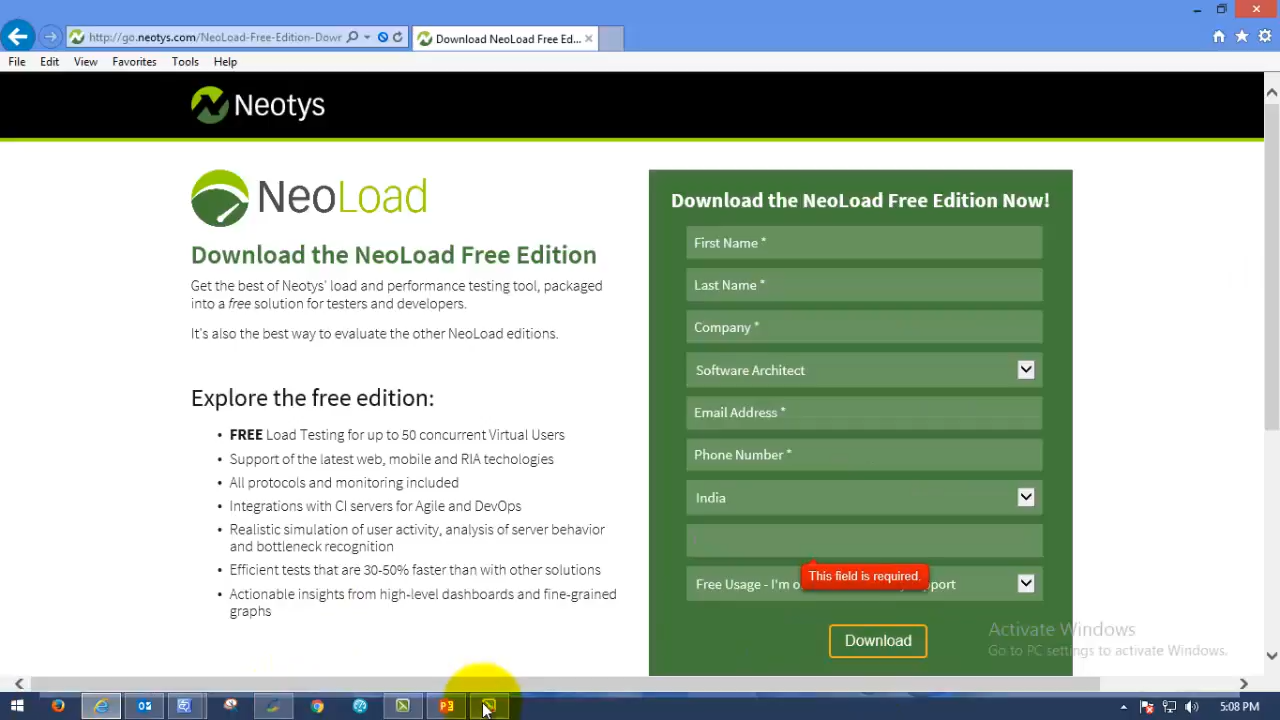 http://go.neotys.com/NeoLoad-Free-Edition-Dowr
Download NeoLoad Free Ed...
File Edit View Favorites Tools Help
Neotys
NeoLoad
Download the NeoLoad Free Edition
Get the best of Neotys' load and performance testing tool, packaged
into a free solution for testers and developers.
It's also the best way to evaluate the other NeoLoad editions.
Explore the free edition:
• FREE Load Testing for up to 50 concurrent Virtual Users
• Support of the latest web, mobile and RIA techologies
• All protocols and monitoring included
• Integrations with CI servers for Agile and DevOps
• Realistic simulation of user activity, analysis of server behavior
and bottleneck recognition
• Efficient tests that are 30-50% faster than with other solutions
• Actionable insights from high-level dashboards and fine-grained
graphs
Download the NeoLoad Free Edition Now!
First Name *
Last Name *
Company *
Software Architect
Email Address *
Phone Number *
India
This field is required.
Free Usage - I'm
Download
Activate Windows
Go to PC settings to activate Windows.
5:08 PM